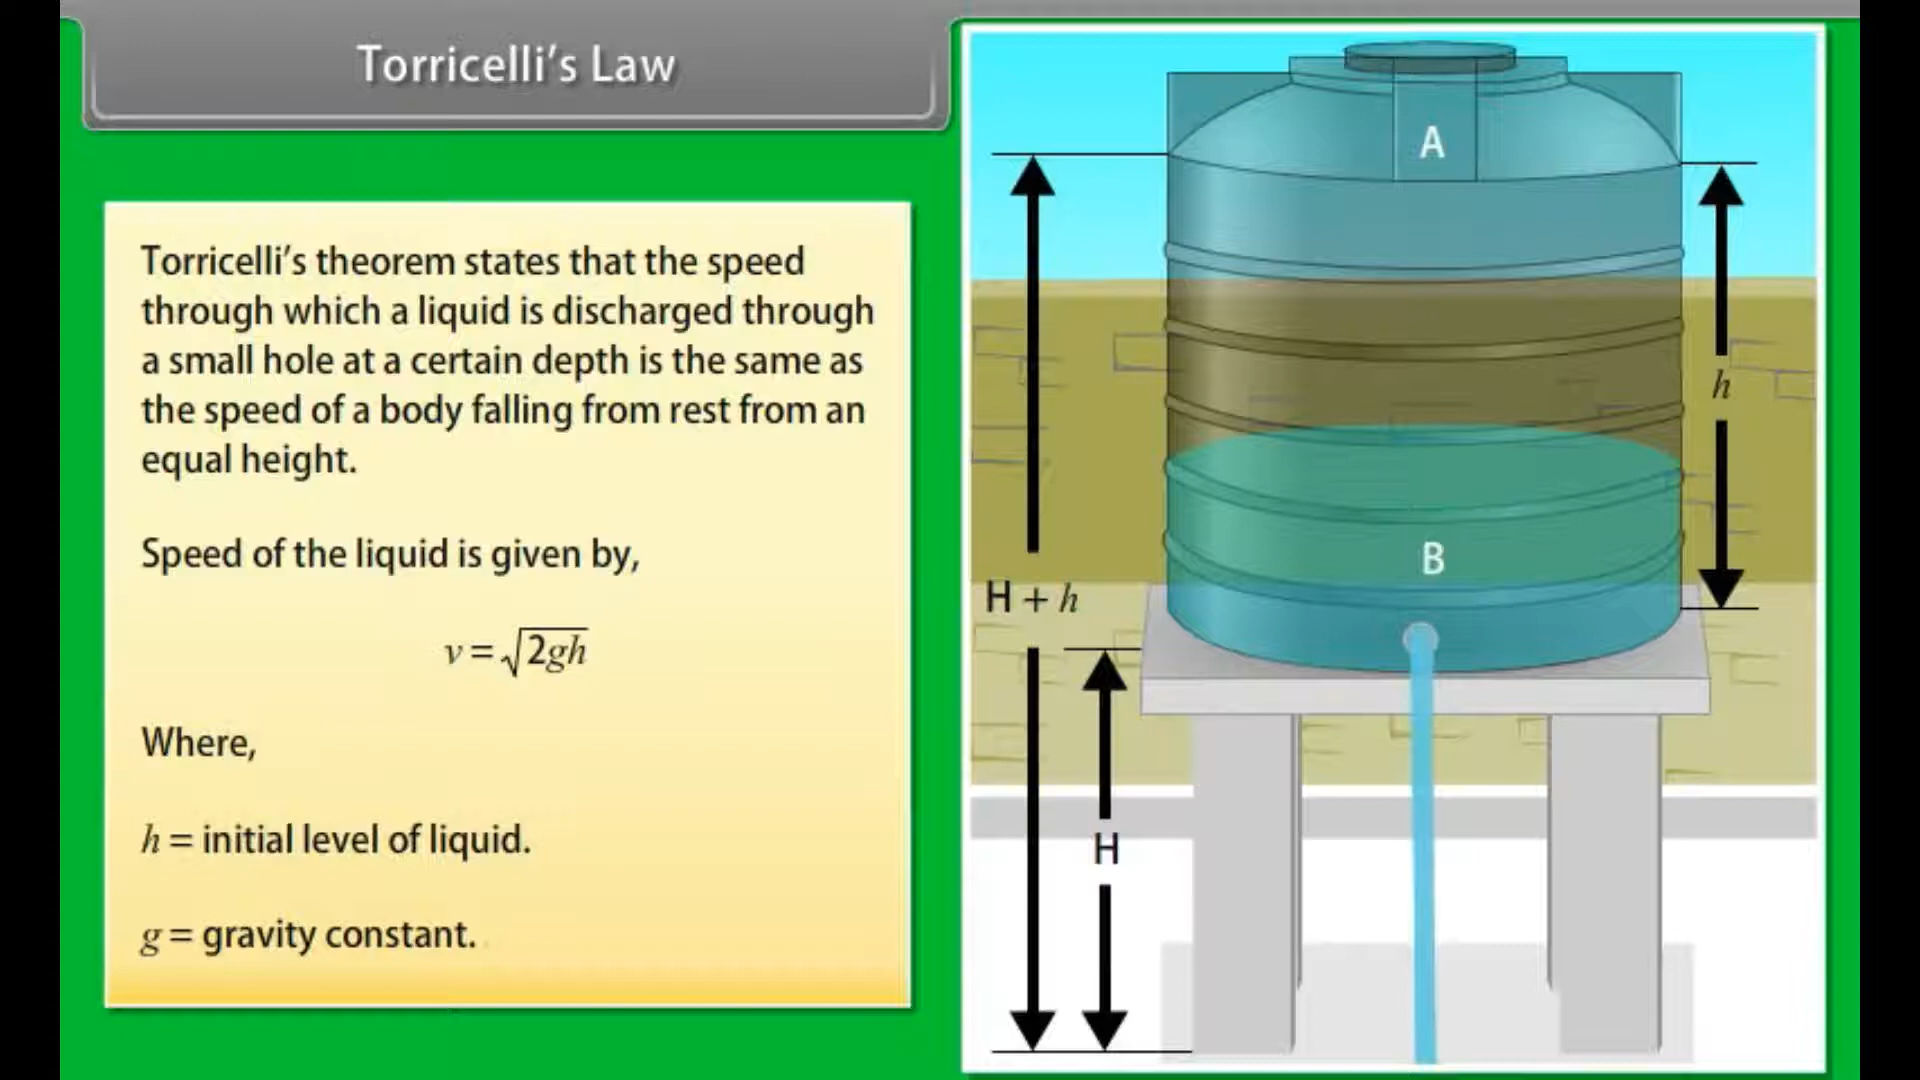 Torricelli's Law
Torricelli's theorem states that the speed
through which a liquid is discharged through
a small hole at a certain depth is the same as
the speed of a body falling from rest from an
equal height.
Speed of the liquid is given by,
v = √2gh
Where,
h = initial level of liquid.
g = gravity constant.
A
h
B
H + h
H